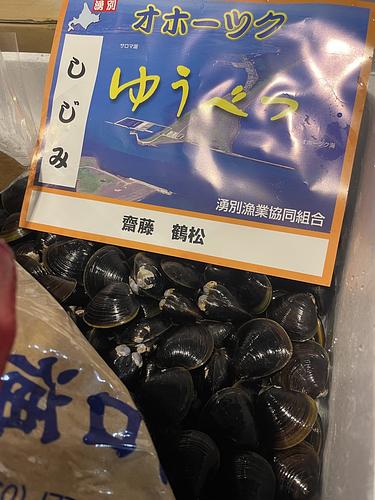 湧別
オホーツク
サロマ湖
しじみ
ゆうべつ
オホーツク海
湧別漁業協同組合
齋藤 鶴松